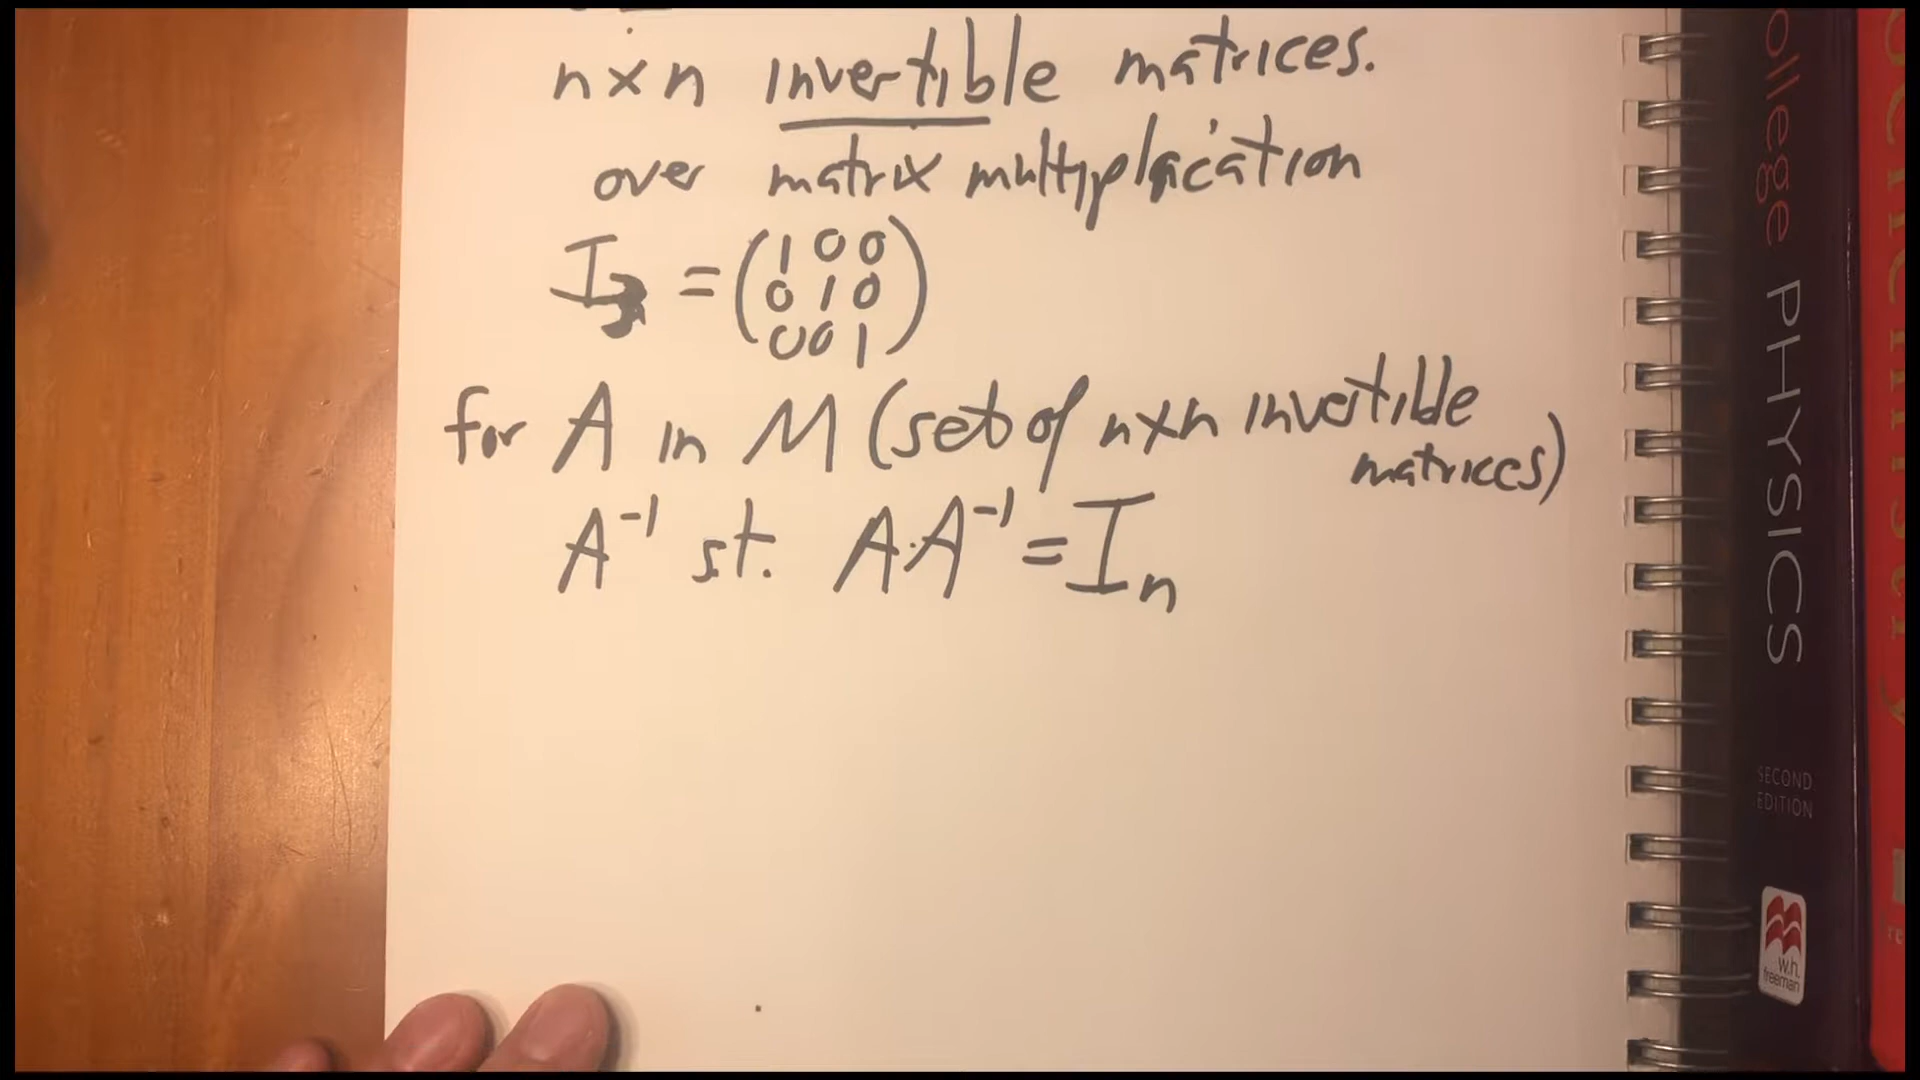 n×n invertible matrices.
over matrix multiplication
I₃ = (1 0 0
0 1 0
0 0 1)
for A in M (set of n×n invertible
matrices)
A⁻¹ st. A·A⁻¹ = Iₙ
ollege PHYSICS
SECOND
EDITION
w.h.
freeman